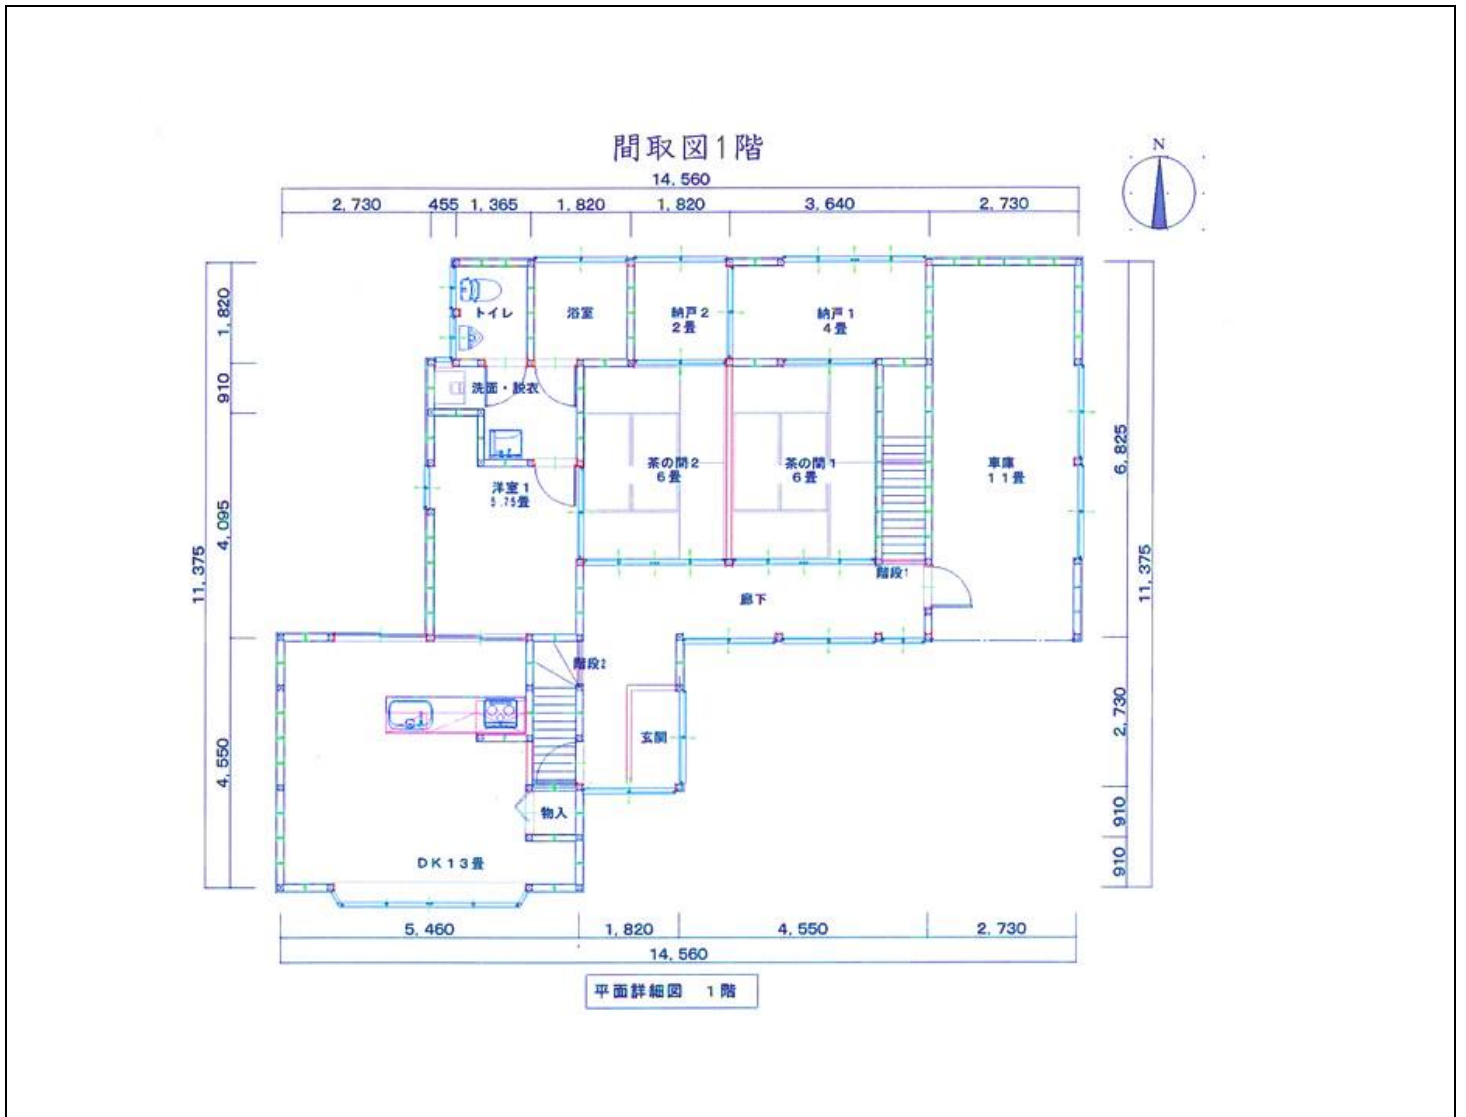 間取図1階
N
14,560
2,730
455
1,365
1,820
1,820
3,640
2,730
1,820
910
4,095
11,375
4,550
6,825
11,375
2,730
910
910
トイレ
浴室
納戸2
2畳
納戸1
4畳
洗面・脱衣
茶の間2
6畳
茶の間1
6畳
車庫
11畳
洋室1
5.75畳
階段1
廊下
階段2
玄関
物入
DK13畳
5,460
1,820
4,550
2,730
14,560
平面詳細図 1階